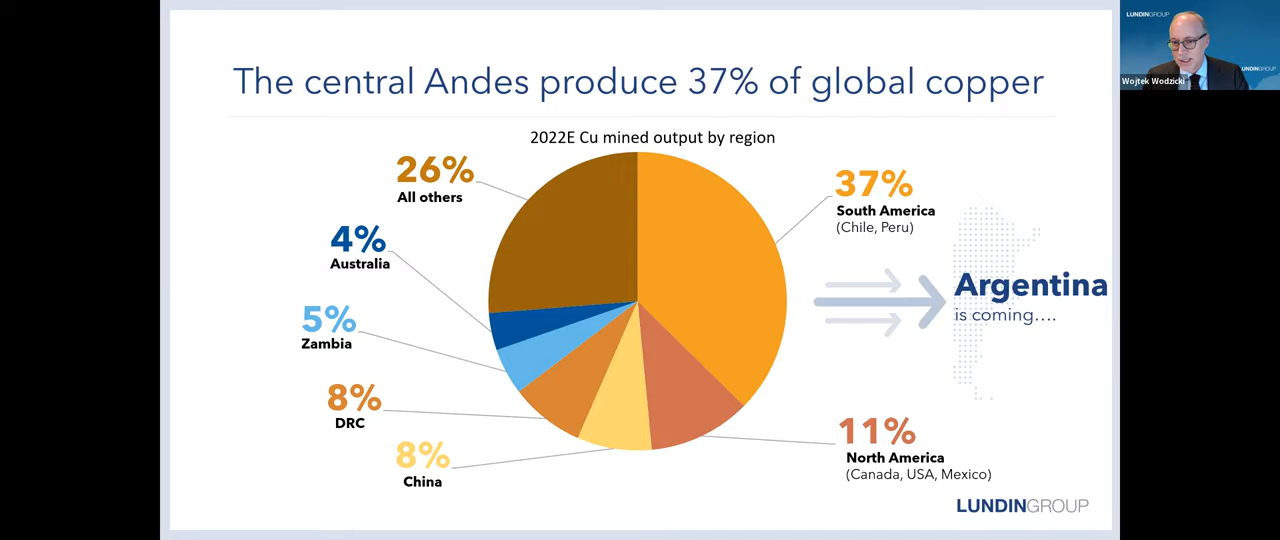 The central Andes produce 37% of global copper
2022E Cu mined output by region
26%
All others
4%
Australia
5%
Zambia
8%
DRC
8%
China
37%
South America
(Chile, Peru)
Argentina
is coming....
11%
North America
(Canada, USA, Mexico)
LUNDINGROUP
LUNDINGROUP
LUNDINGROUP
Wojtek Wodzicki